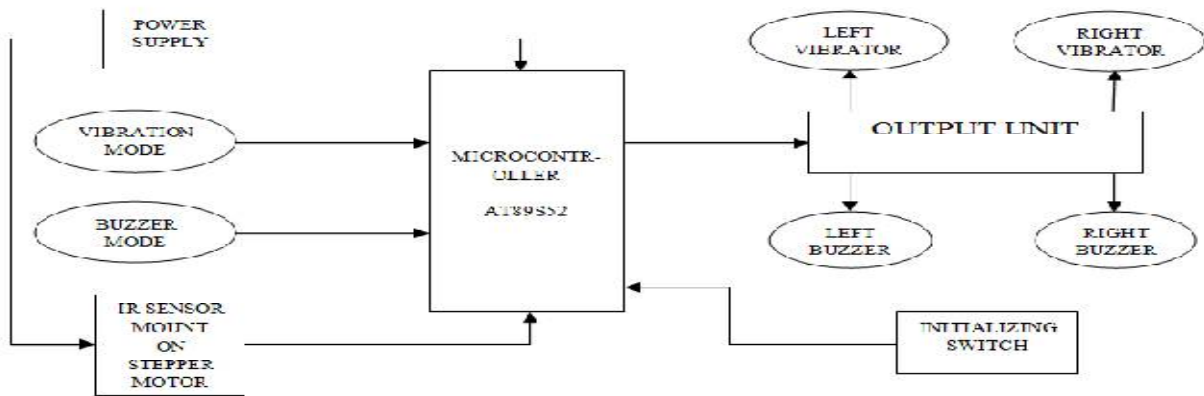 POWER
SUPPLY
LEFT
VIBRATOR
RIGHT
VIBRATOR
VIBRATION
MODE
MICROCONTR-
OLLER
AT89S52
OUTPUT UNIT
BUZZER
MODE
LEFT
BUZZER
RIGHT
BUZZER
IR SENSOR
MOUNT
ON
STEPPER
MOTOR
INITIALIZING
SWITCH